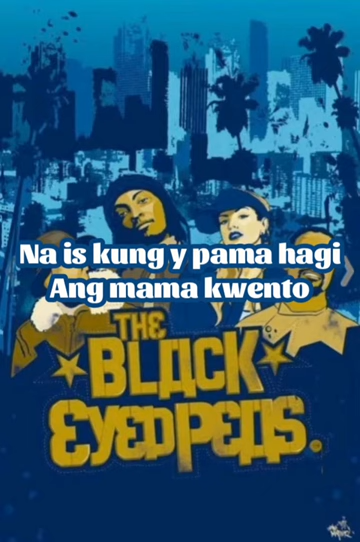 Na is kung y pama hagi
Ang mama kwento
THE
BLACK
EYED PEAS.